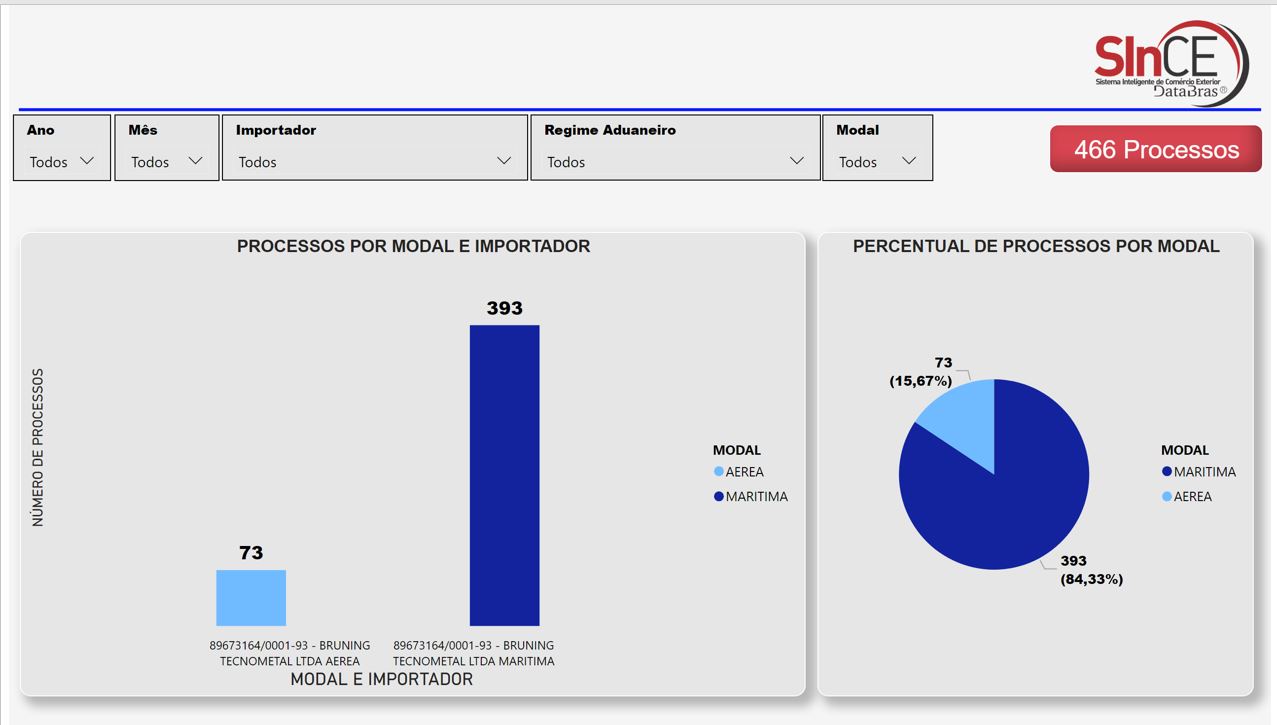 SInCE
Sistema Inteligente de Comércio Exterior
DataBras®
Ano
Todos
Mês
Todos
Importador
Todos
Regime Aduaneiro
Todos
Modal
Todos
466 Processos
PROCESSOS POR MODAL E IMPORTADOR
NÚMERO DE PROCESSOS
393
73
89673164/0001-93 - BRUNING
TECNOMETAL LTDA AEREA
89673164/0001-93 - BRUNING
TECNOMETAL LTDA MARITIMA
MODAL E IMPORTADOR
MODAL
AEREA
MARITIMA
PERCENTUAL DE PROCESSOS POR MODAL
73
(15,67%)
393
(84,33%)
MODAL
MARITIMA
AEREA